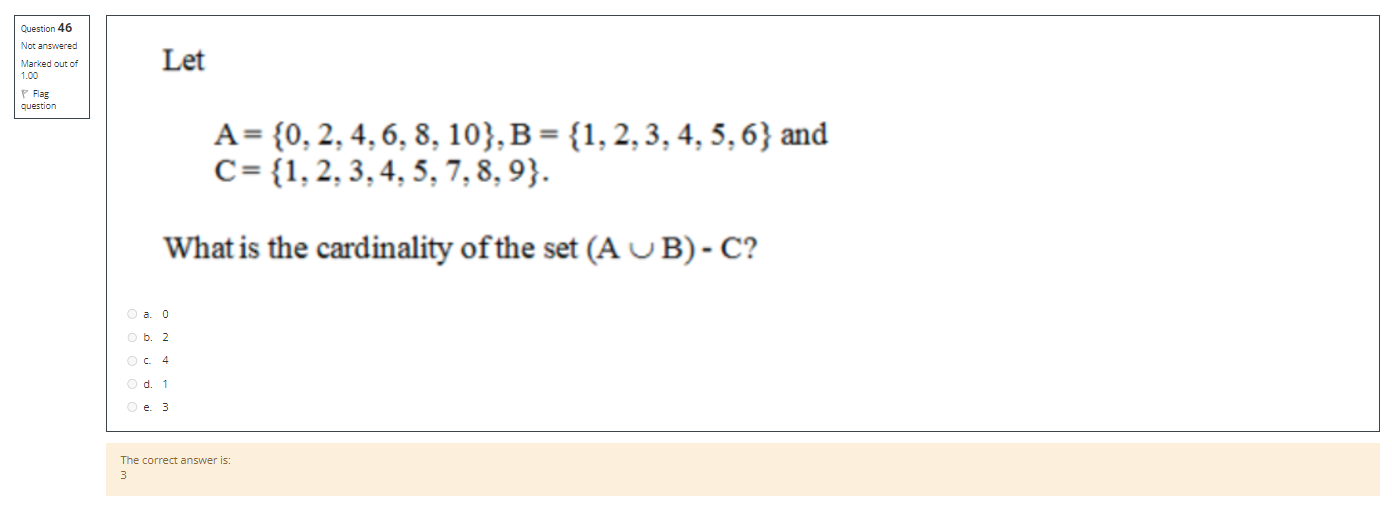 Question 46
Not answered
Marked out of
1.00
Flag
question
Let
A = {0, 2, 4, 6, 8, 10}, B = {1, 2, 3, 4, 5, 6} and
C = {1, 2, 3, 4, 5, 7, 8, 9}.
What is the cardinality of the set (A ∪ B) - C?
a. 0
b. 2
c. 4
d. 1
e. 3
The correct answer is:
3